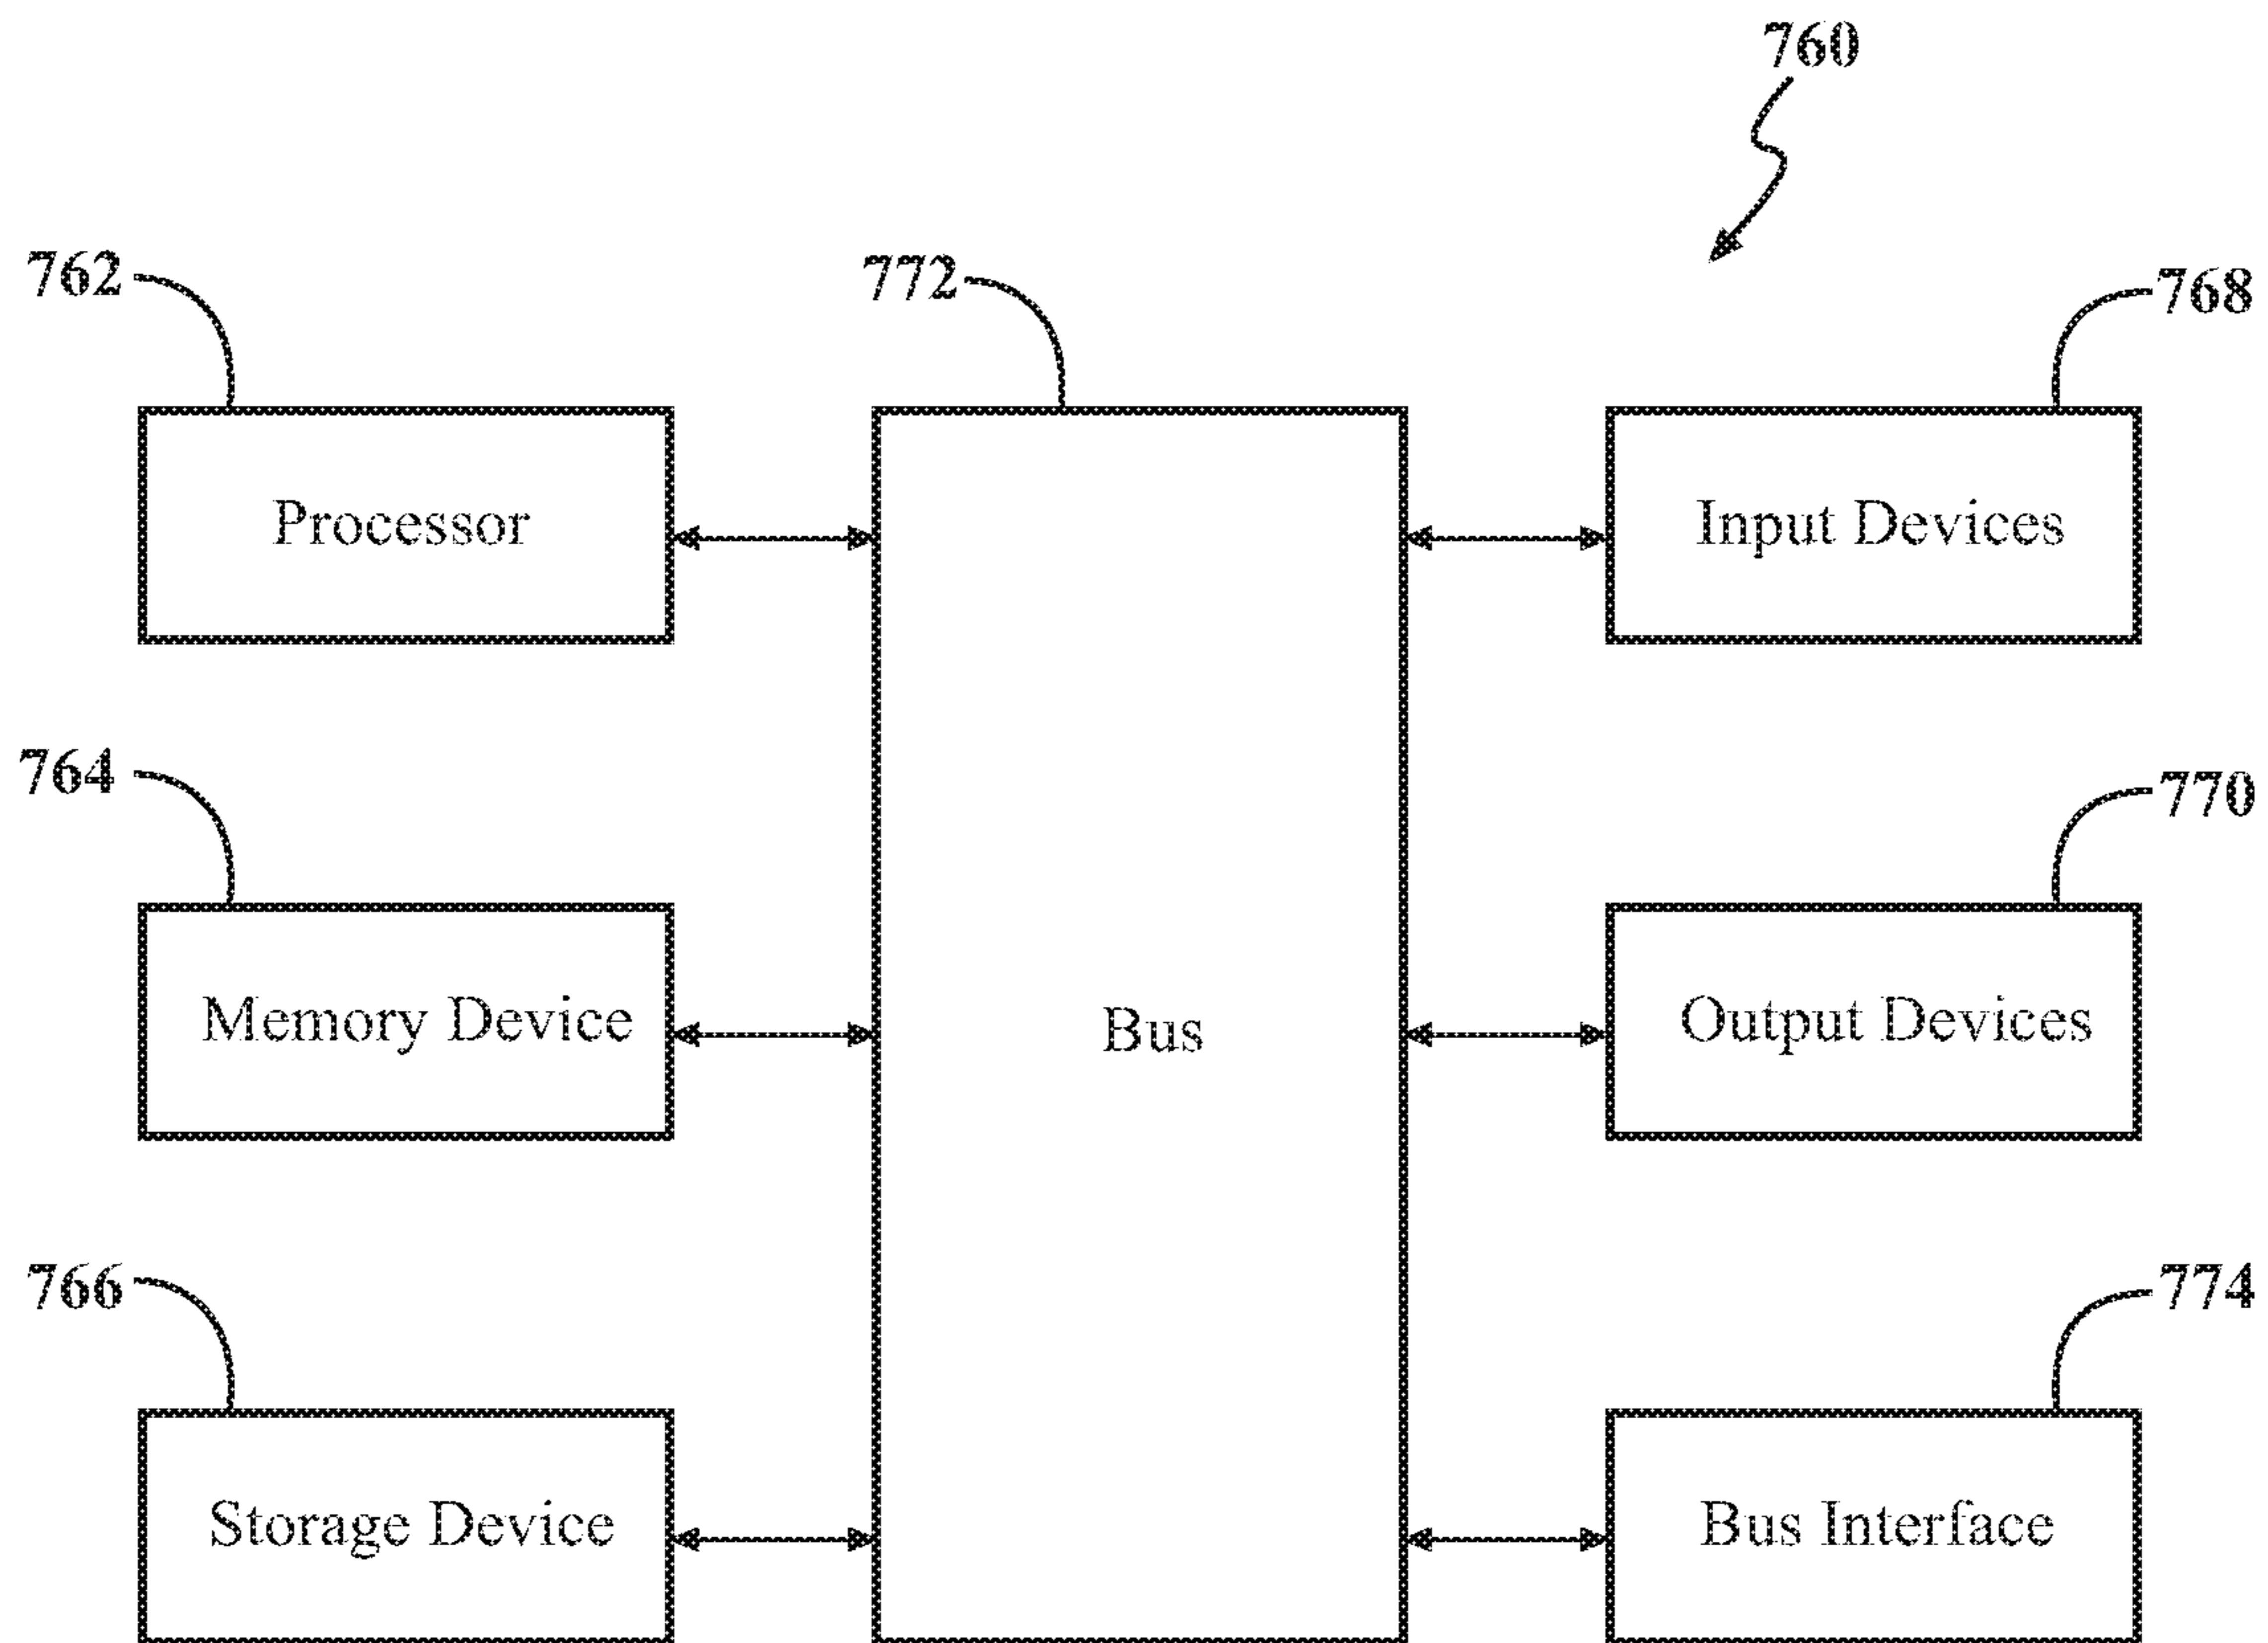 760
762
772
768
Processor
Input Devices
764
770
Memory Device
Bus
Output Devices
766
774
Storage Device
Bus Interface